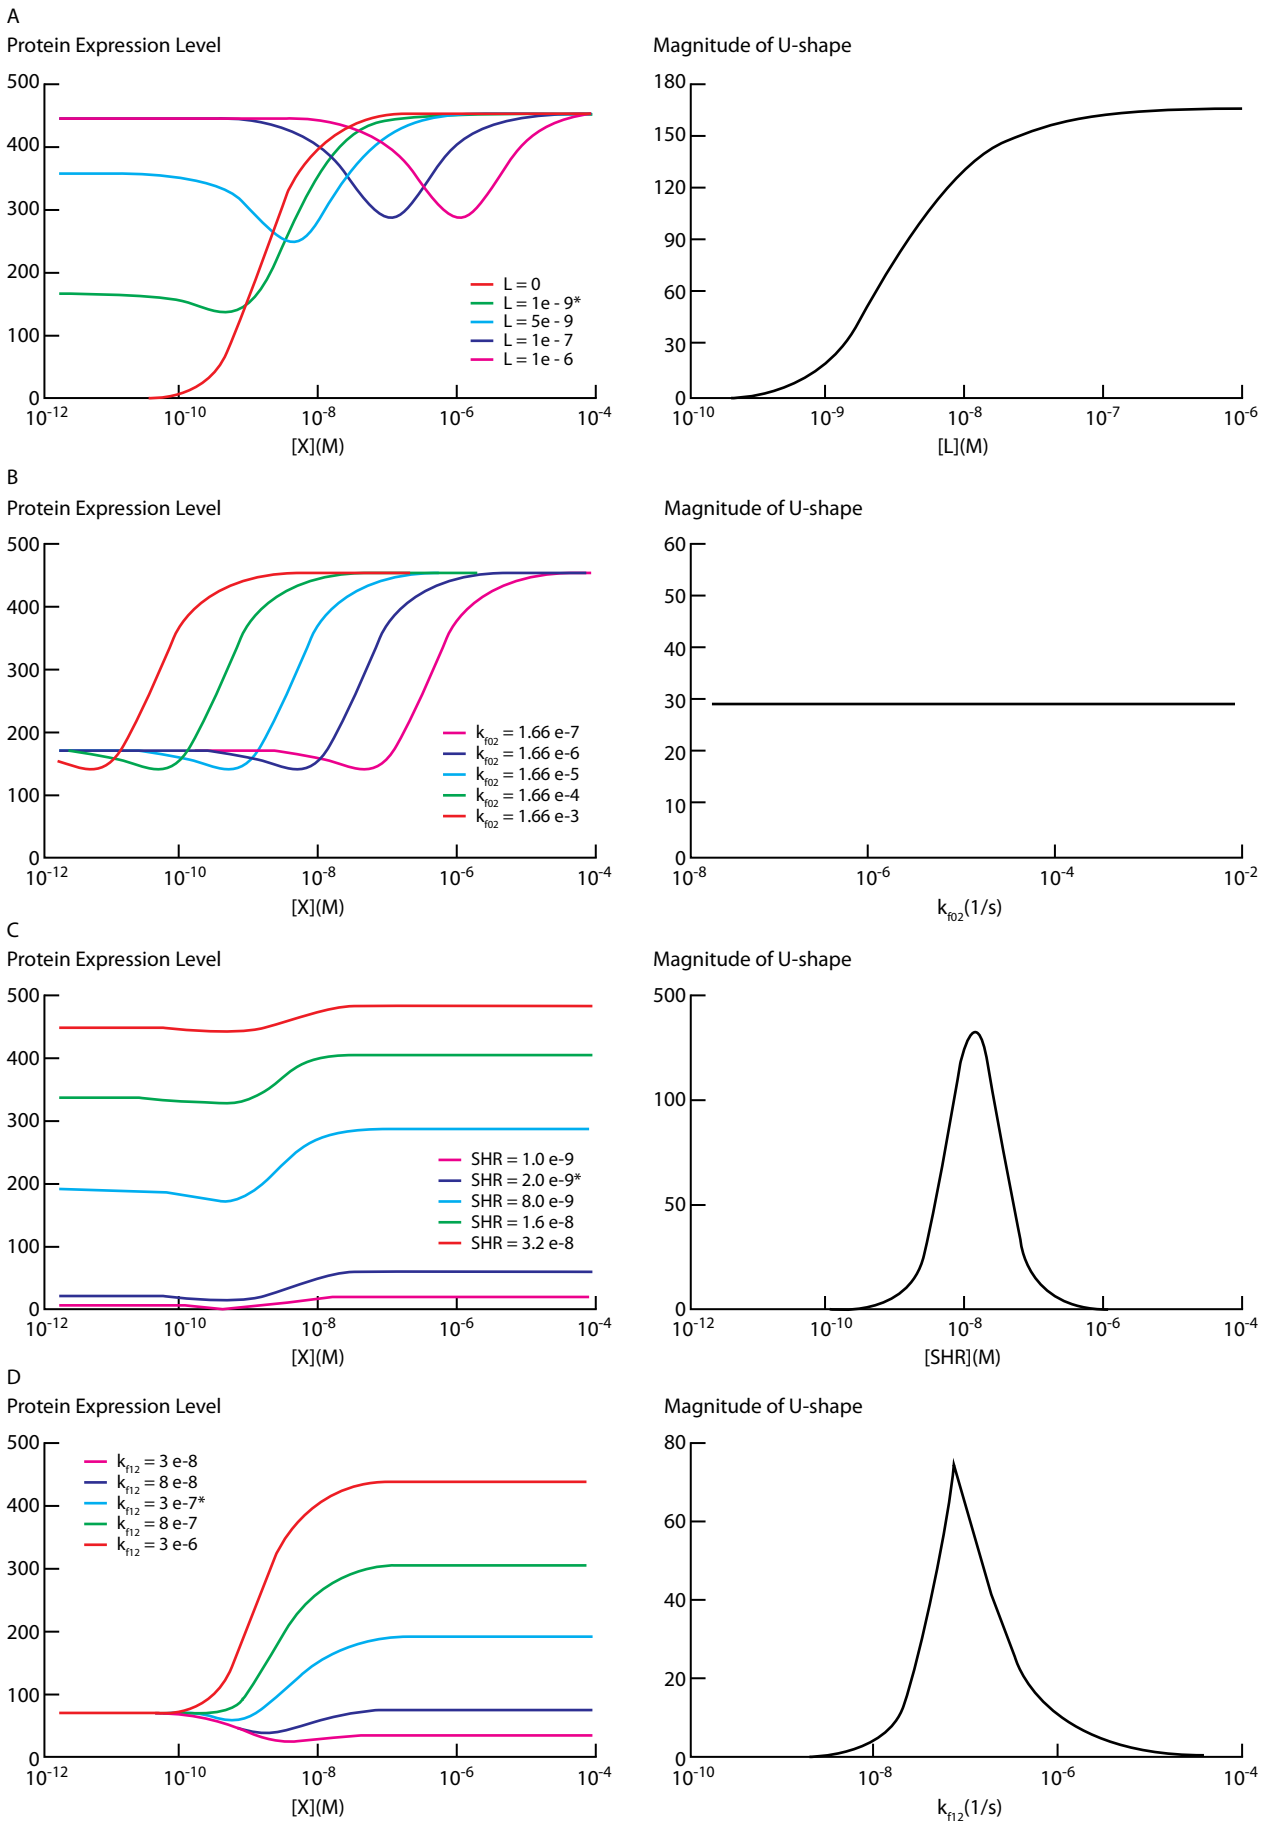 A
Protein Expression Level
500
400
300
200
100
0
10-12 10-10 10-8 10-6 10-4
[X](M)
L = 0
L = 1e - 9*
L = 5e - 9
L = 1e - 7
L = 1e - 6
Magnitude of U-shape
180
150
120
90
60
30
0
10-10 10-9 10-8 10-7 10-6
[L](M)
B
Protein Expression Level
500
400
300
200
100
0
10-12 10-10 10-8 10-6 10-4
[X](M)
kf02 = 1.66 e-7
kf02 = 1.66 e-6
kf02 = 1.66 e-5
kf02 = 1.66 e-4
kf02 = 1.66 e-3
Magnitude of U-shape
60
50
40
30
20
10
0
10-8 10-6 10-4 10-2
kf02(1/s)
C
Protein Expression Level
500
400
300
200
100
0
10-12 10-10 10-8 10-6 10-4
[X](M)
SHR = 1.0 e-9
SHR = 2.0 e-9*
SHR = 8.0 e-9
SHR = 1.6 e-8
SHR = 3.2 e-8
Magnitude of U-shape
500
100
50
0
10-12 10-10 10-8 10-6 10-4
[SHR](M)
D
Protein Expression Level
500
400
300
200
100
0
10-12 10-10 10-8 10-6 10-4
[X](M)
kf12 = 3 e-8
kf12 = 8 e-8
kf12 = 3 e-7*
kf12 = 8 e-7
kf12 = 3 e-6
Magnitude of U-shape
80
60
40
20
0
10-10 10-8 10-6 10-4
kf12(1/s)